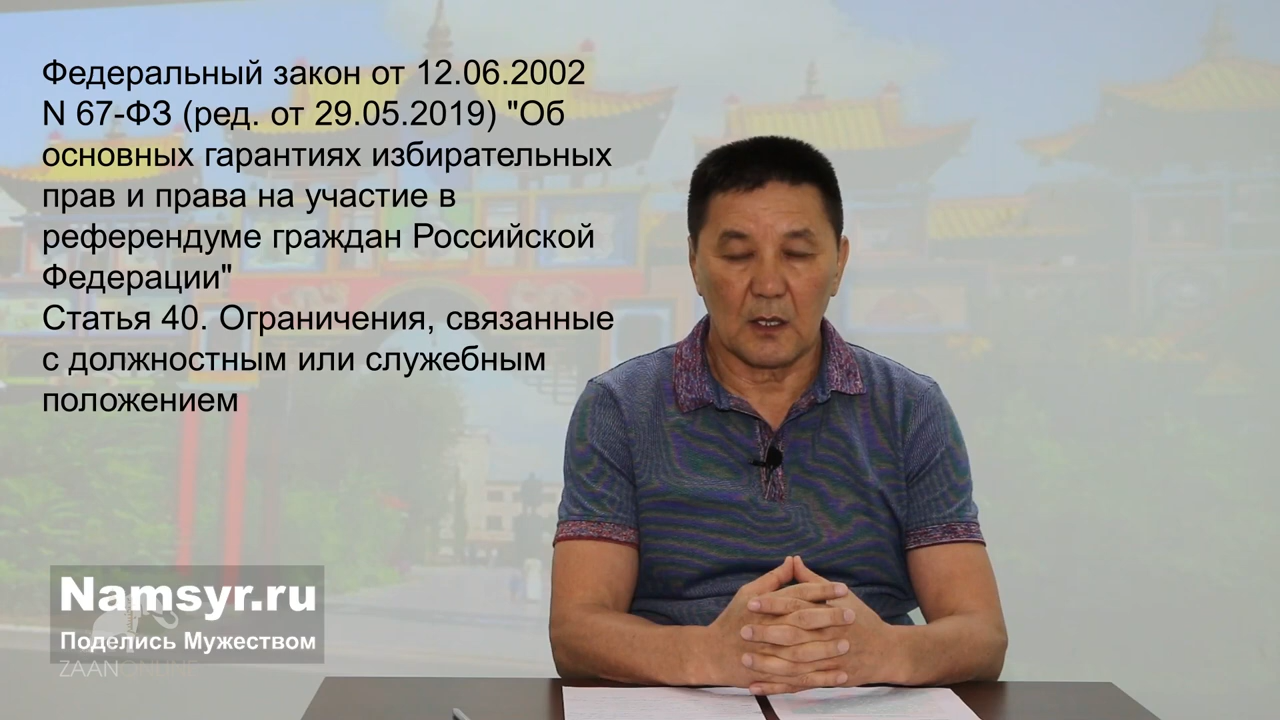 Федеральный закон от 12.06.2002
N 67-ФЗ (ред. от 29.05.2019) "Об
основных гарантиях избирательных
прав и права на участие в
референдуме граждан Российской
Федерации"
Статья 40. Ограничения, связанные
с должностным или служебным
положением
Namsyr.ru
Поделись Мужеством
ZAANONLINE